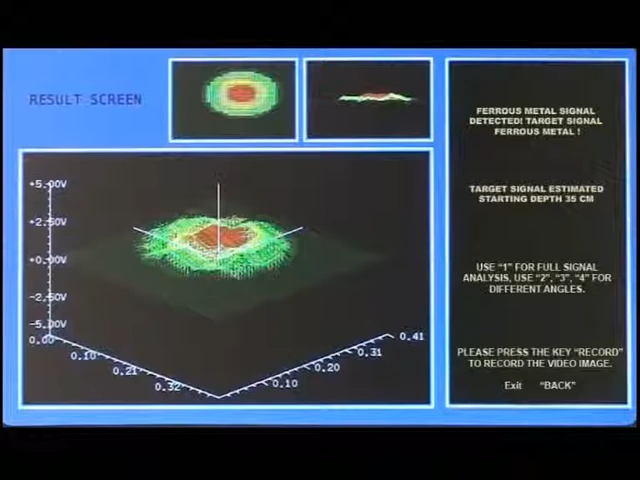 RESULT SCREEN
FERROUS METAL SIGNAL
DETECTED! TARGET SIGNAL
FERROUS METAL !
TARGET SIGNAL ESTIMATED
STARTING DEPTH 35 CM
USE "1" FOR FULL SIGNAL
ANALYSIS, USE "2", "3", "4" FOR
DIFFERENT ANGLES.
PLEASE PRESS THE KEY "RECORD"
TO RECORD THE VIDEO IMAGE.
Exit "BACK"
+5.00V
+2.50V
+0.00V
-2.50V
-5.00V
0.00
0.10
0.21
0.32
0.10
0.20
0.31
0.41